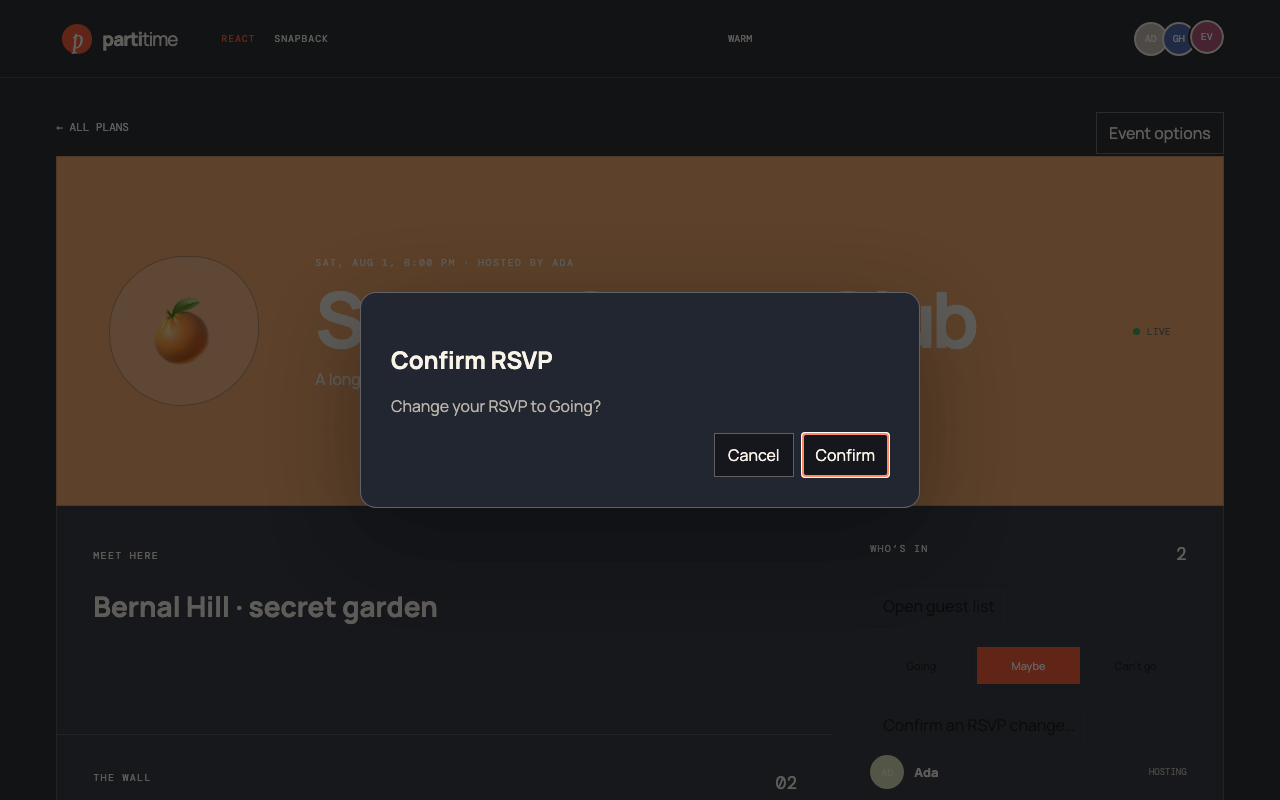 partitime
REACT
SNAPBACK
WARM
AD
GH
EV
← ALL PLANS
Event options
SAT, AUG 1, 6:00 PM · HOSTED BY ADA
LIVE
A long
Confirm RSVP
Change your RSVP to Going?
Cancel
Confirm
MEET HERE
Bernal Hill · secret garden
WHO'S IN
2
Open guest list
Going
Maybe
Can't go
Confirm an RSVP change…
AD
Ada
HOSTING
THE WALL
02